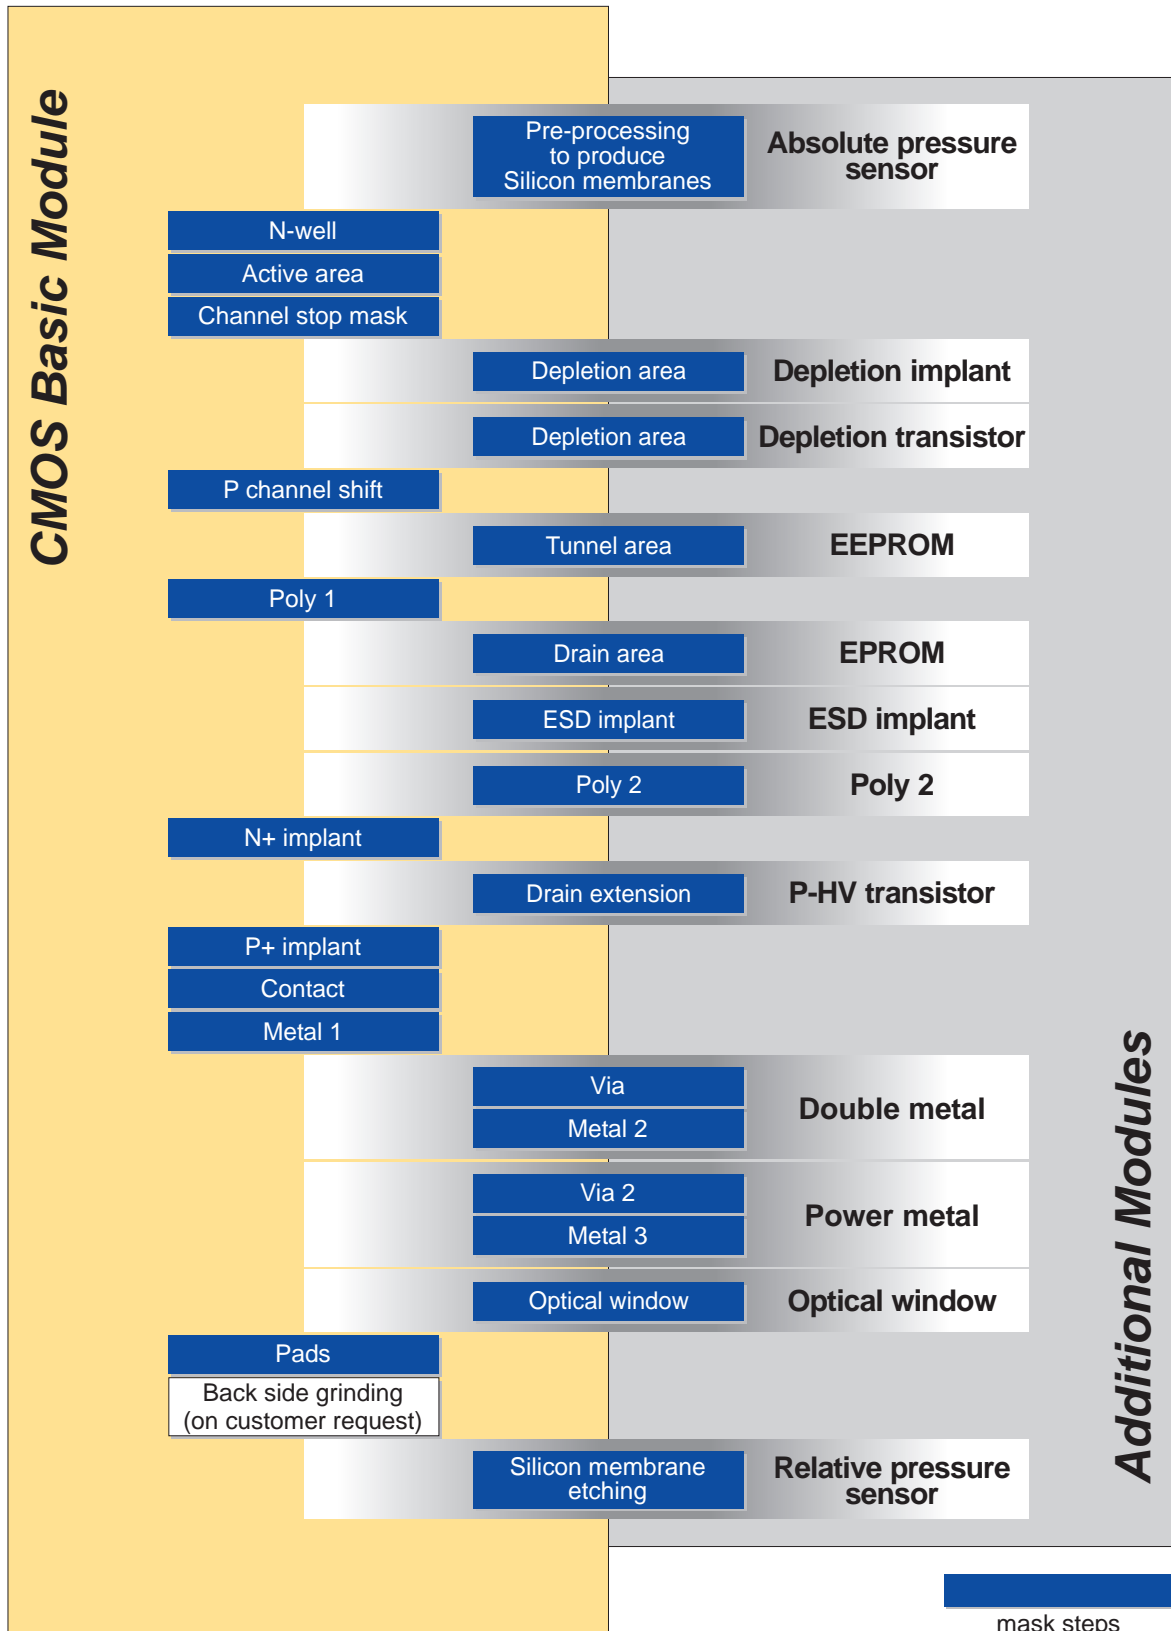 CMOS Basic Module
Pre-processing
to produce
Silicon membranes
Absolute pressure
sensor
N-well
Active area
Channel stop mask
Depletion area
Depletion implant
Depletion area
Depletion transistor
P channel shift
Tunnel area
EEPROM
Poly 1
Drain area
EPROM
ESD implant
ESD implant
Poly 2
Poly 2
N+ implant
Drain extension
P-HV transistor
P+ implant
Contact
Metal 1
Via
Metal 2
Double metal
Via 2
Metal 3
Power metal
Optical window
Optical window
Pads
Back side grinding
(on customer request)
Silicon membrane
etching
Relative pressure
sensor
Additional Modules
mask steps